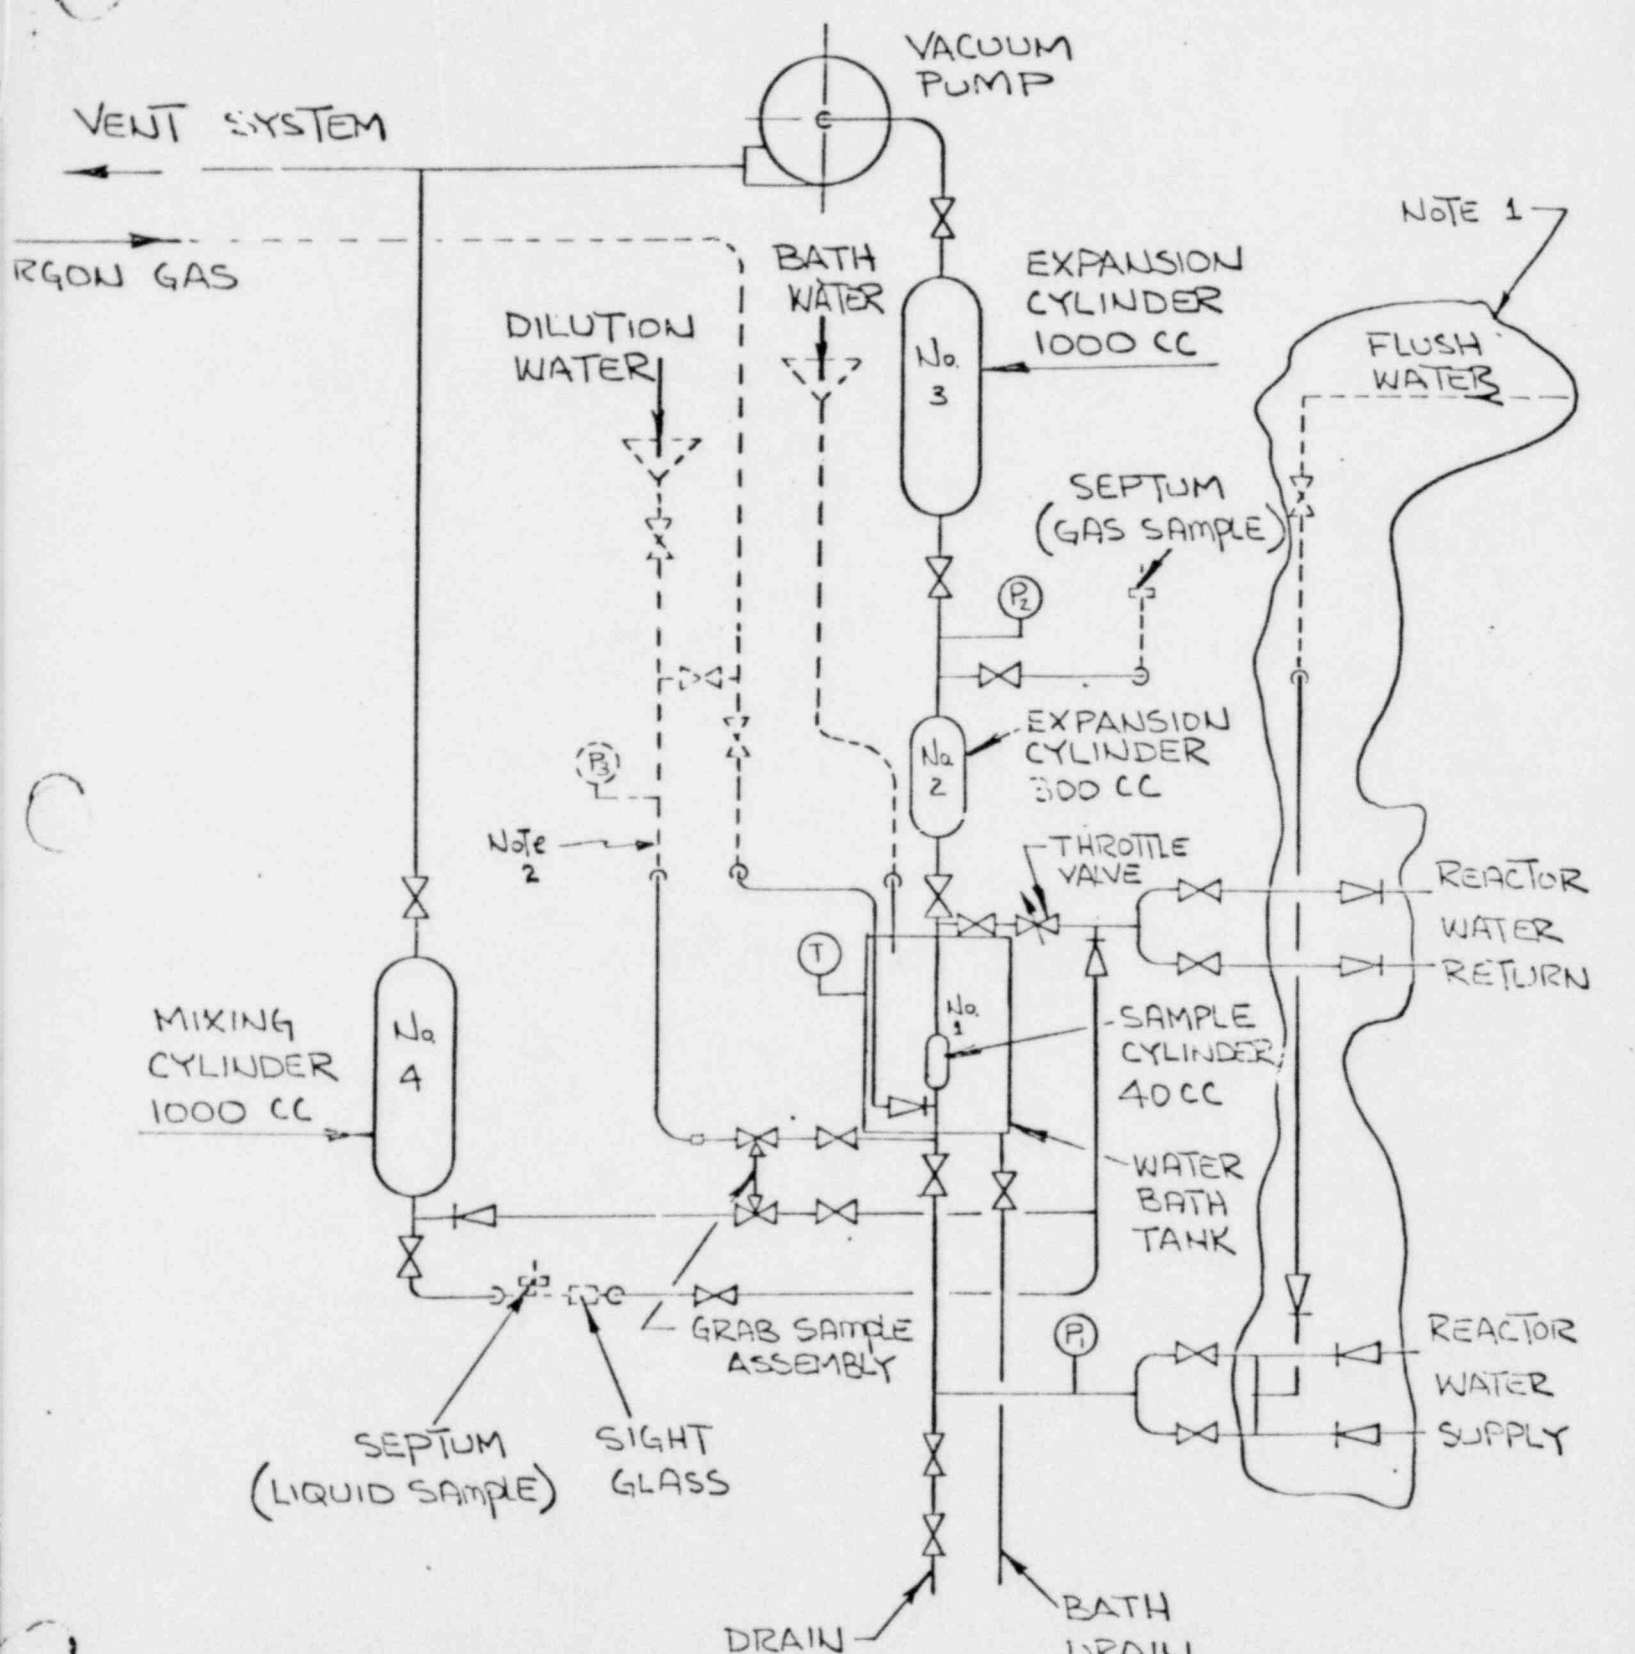 VACUUM
PUMP
VENT SYSTEM
RGON GAS
NOTE 1
BATH
WATER
EXPANSION
CYLINDER
1000 CC
No.
3
DILUTION
WATER
FLUSH
WATER
SEPTUM
(GAS SAMPLE)
P2
EXPANSION
CYLINDER
300 CC
No
2
P3
NOTE
2
THROTTLE
VALVE
REACTOR
WATER
RETURN
T
No.
1
SAMPLE
CYLINDER
40 CC
MIXING
CYLINDER
1000 CC
No
4
WATER
BATH
TANK
GRAB SAMPLE
ASSEMBLY
P1
REACTOR
WATER
SUPPLY
SEPTUM
(LIQUID SAMPLE)
SIGHT
GLASS
DRAIN
BATH
DRAIN